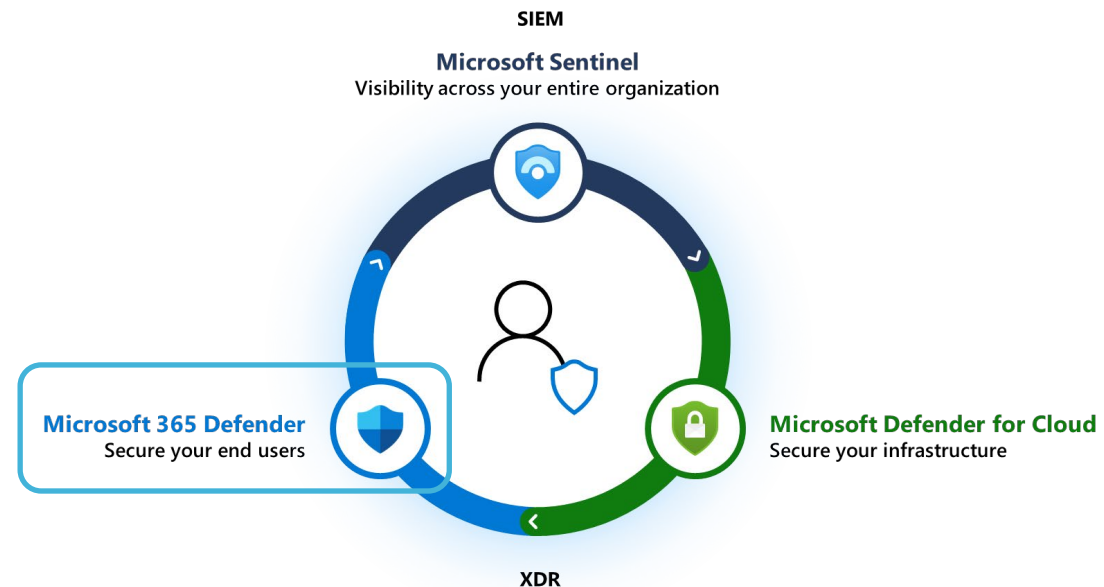 SIEM
Microsoft Sentinel
Visibility across your entire organization
Microsoft 365 Defender
Secure your end users
Microsoft Defender for Cloud
Secure your infrastructure
XDR